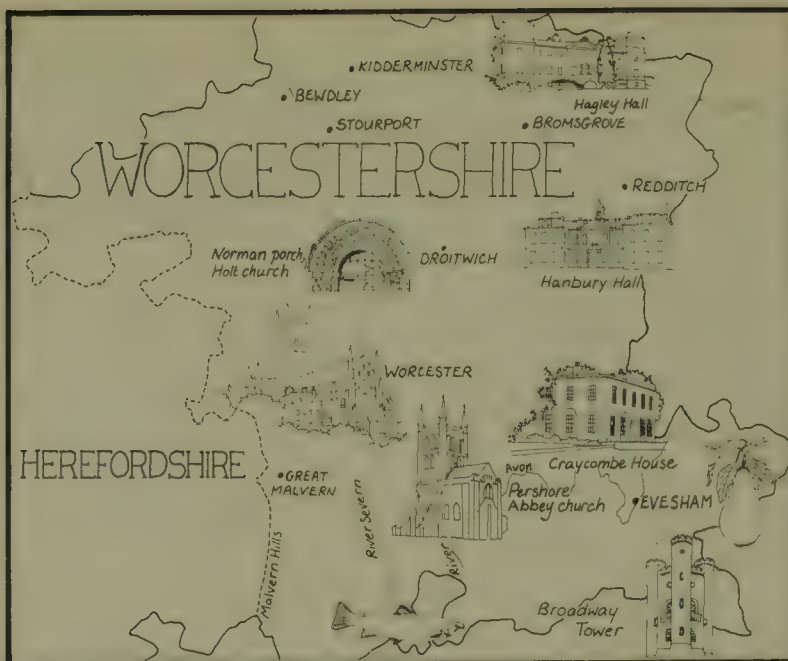 KIDDERMINSTER
Hagley Hall
BEWDLEY
STOURPORT
BROMSGROVE
WORCESTERSHIRE
REDDITCH
Norman porch,
Holt church
DROITWICH
Hanbury Hall
WORCESTER
HEREFORDSHIRE
GREAT
MALVERN
Craycombe House
AVON
Pershore
Abbey church
EVESHAM
River Severn
River
Malvern Hills
Broadway
Tower